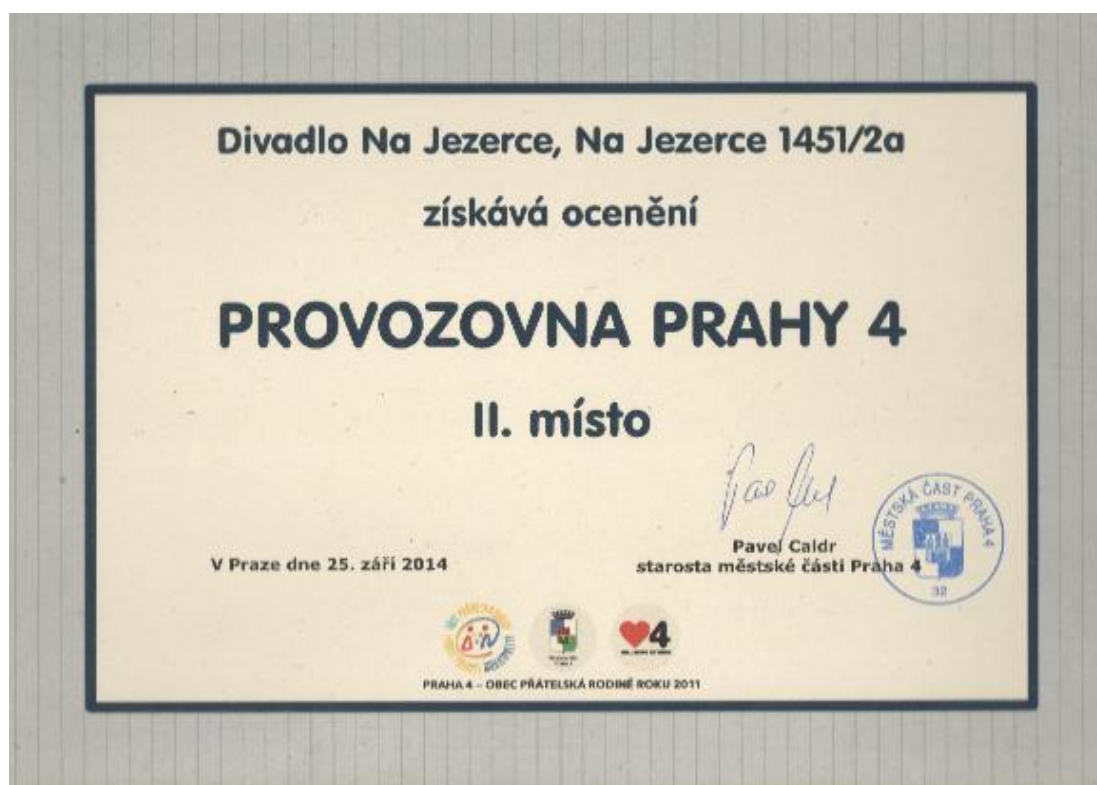 Divadlo Na Jezerce, Na Jezerce 1451/2a
získává ocenění
PROVOZOVNA PRAHY 4
II. místo
V Praze dne 25. září 2014
Pavel Caldr
starosta městské části Praha 4
MĚSTSKÁ ČÁST PRAHA 4
32
4
PRAHA 4 – OBEC PŘÁTELSKÁ RODINĚ ROKU 2011